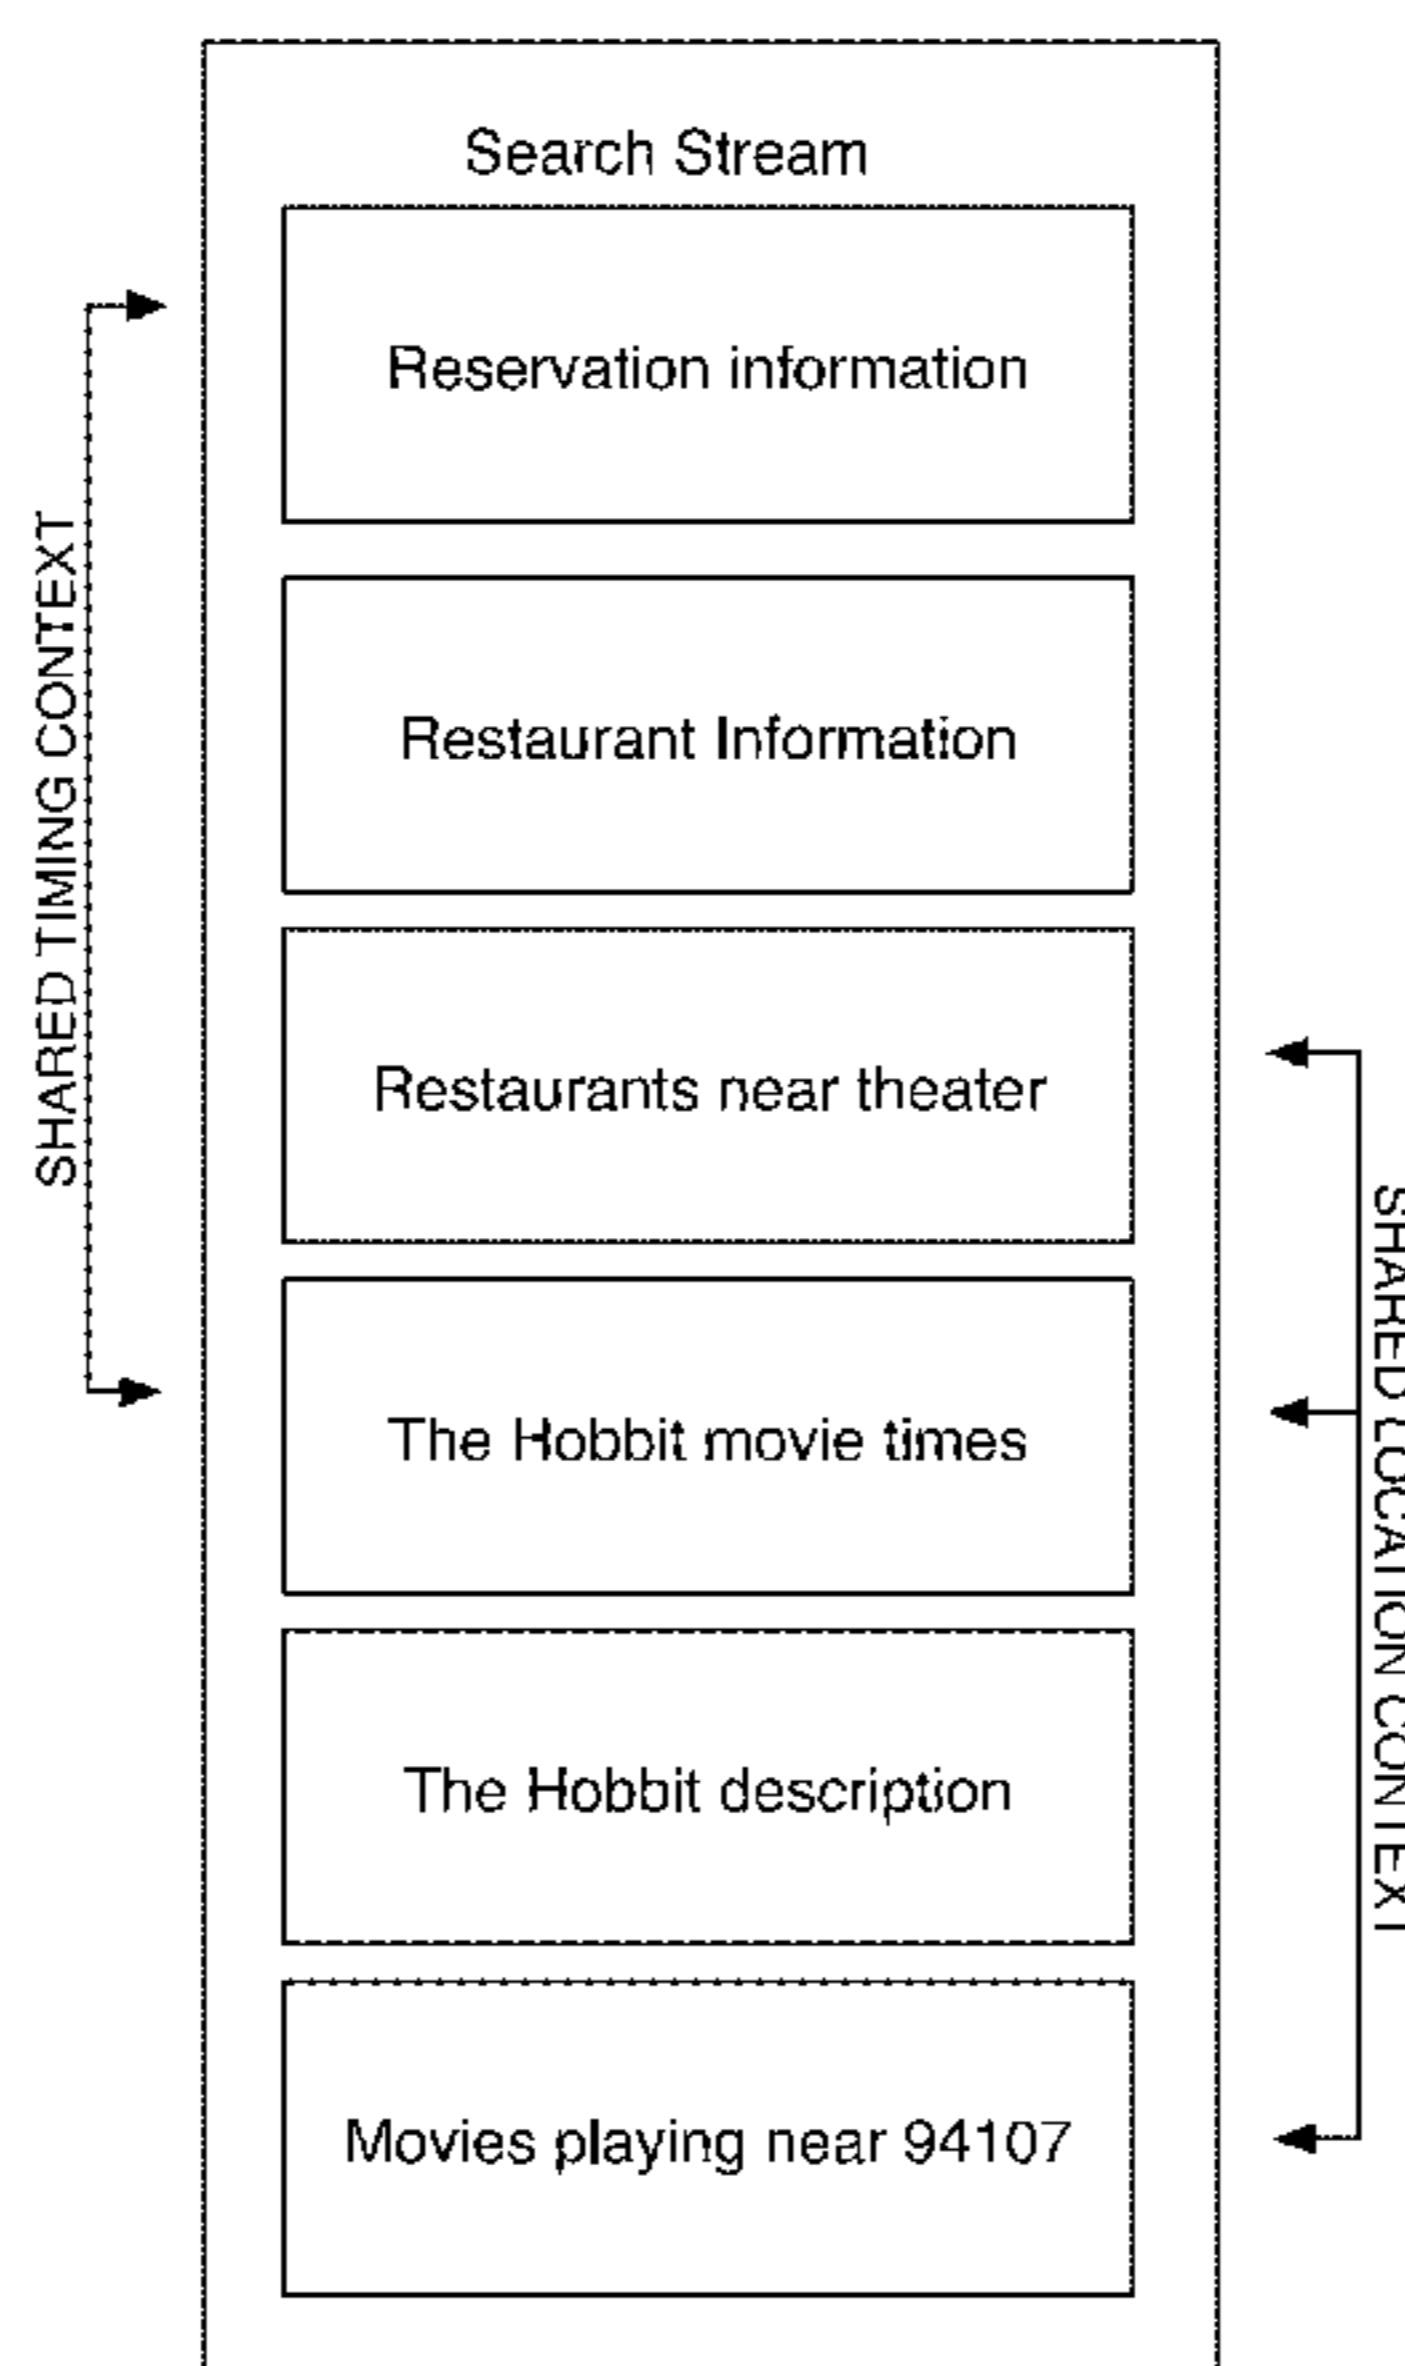 Search Stream
Reservation information
Restaurant Information
Restaurants near theater
The Hobbit movie times
The Hobbit description
Movies playing near 94107
SHARED TIMING CONTEXT
SHARED LOCATION CONTEXT